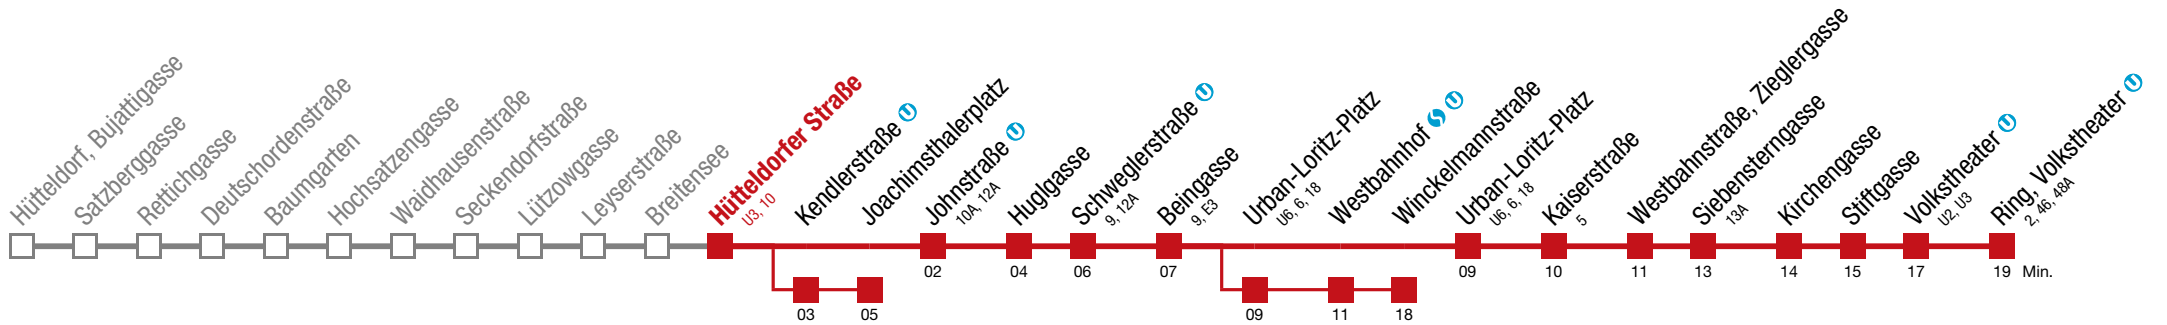 Hütteldorf, Bujattigasse
Satzberggasse
Rettichgasse
Deutschordenstraße
Baumgarten
Hochsatzengasse
Waidhausenstraße
Seckendorfstraße
Lützowgasse
Leyserstraße
Breitensee
Hütteldorfer Straße
U3, 10
Kendlerstraße
Joachimsthalerplatz
Johnstraße
10A, 12A
Huglgasse
Schweglerstraße
9, 12A
Beingasse
9, E3
Urban-Loritz-Platz
U6, 6, 18
Westbahnhof
Winckelmannstraße
Urban-Loritz-Platz
U6, 6, 18
Kaiserstraße
5
Westbahnstraße, Zieglergasse
Siebensterngasse
13A
Kirchengasse
Stiftgasse
Volkstheater
U2, U3
Ring, Volkstheater
2, 46, 48A
02 04 06 07 09 10 11 13 14 15 17 19 Min.
03 05 09 11 18